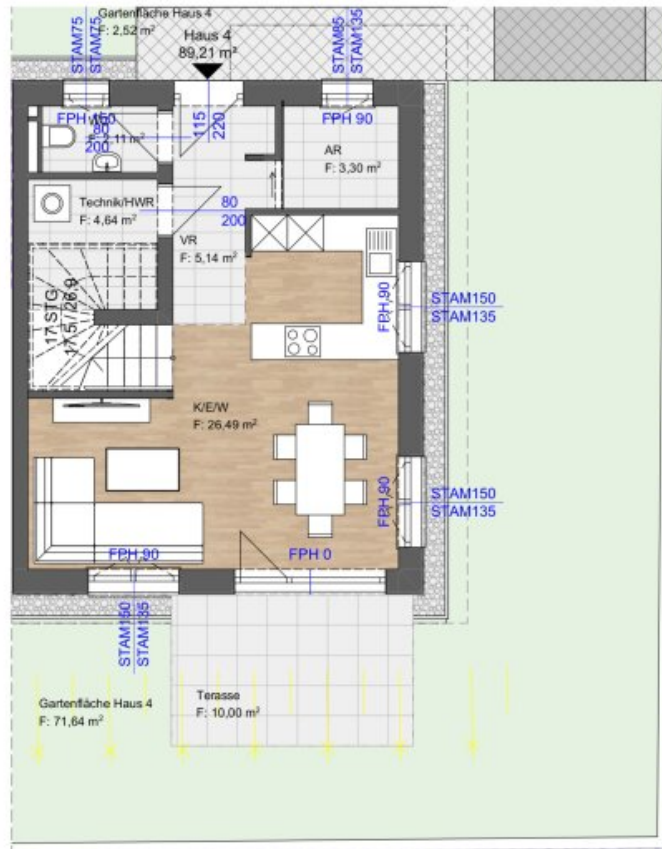 Gartenfläche Haus 4
F: 2,52 m²
STAM75
STAM75
Haus 4
89,21 m²
STAM85
STAM135
FPH 90
80
200
115
220
FPH 90
AR
F: 3,30 m²
Technik/HWR
F: 4,64 m²
80
200
VR
F: 5,14 m²
17 STG
17.5 / 26.9
FPH 90
STAM150
STAM135
K/E/W
F: 26,49 m²
FPH 90
STAM150
STAM135
FPH 90
FPH 0
STAM150
STAM135
Gartenfläche Haus 4
F: 71,64 m²
Terasse
F: 10,00 m²